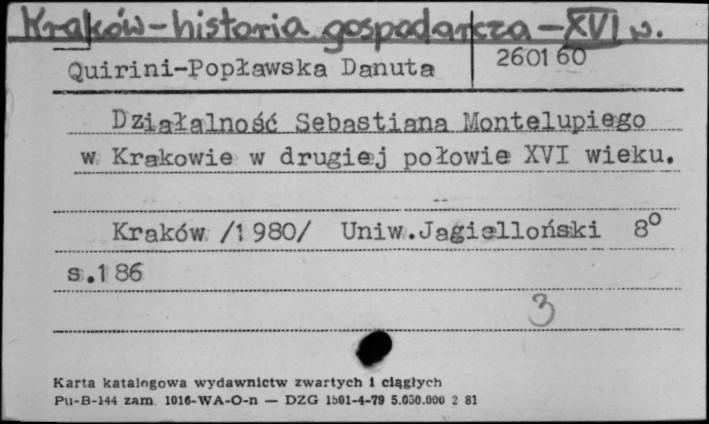 Kraków – historia gospodarcza – XVI w.
Quirini-Popławska Danuta 260160
Działalność Sebastiana Montelupiego
w Krakowie w drugiej połowie XVI wieku.
Kraków /1980/ Uniw.Jagielloński 8°
s.186
3
Karta katalogowa wydawnictw zwartych i ciągłych
Pu-B-144 zam. 1016-WA-O-n — DZG 1501-4-79 5.050.000 2 81